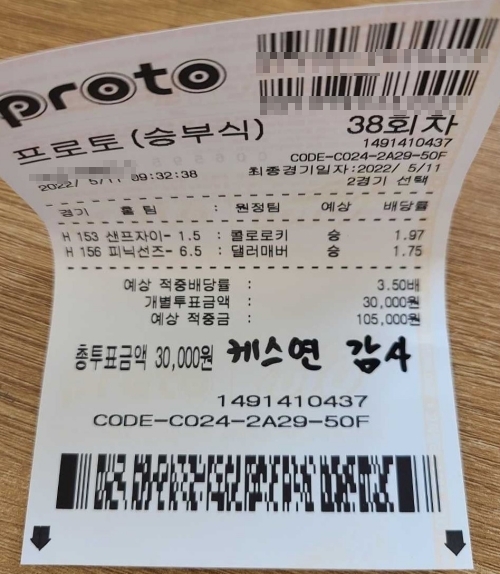 proto
프로토(승부식) 38회차
1491410437
CODE-C024-2A29-50F
2022/ 5/11 09:32:38 최종경기일자:2022/ 5/11
2경기 선택
경기 홈 팀 : 원정팀 예상 배당률
H 153 샌프자이- 1.5 : 콜로로키 승 1.97
H 156 피닉선즈- 6.5 : 댈러매버 승 1.75
예상 적중배당률 : 3.50배
개별투표금액 : 30,000원
예상 적중금 : 105,000원
총투표금액 30,000원 케스연 감사
1491410437
CODE-C024-2A29-50F